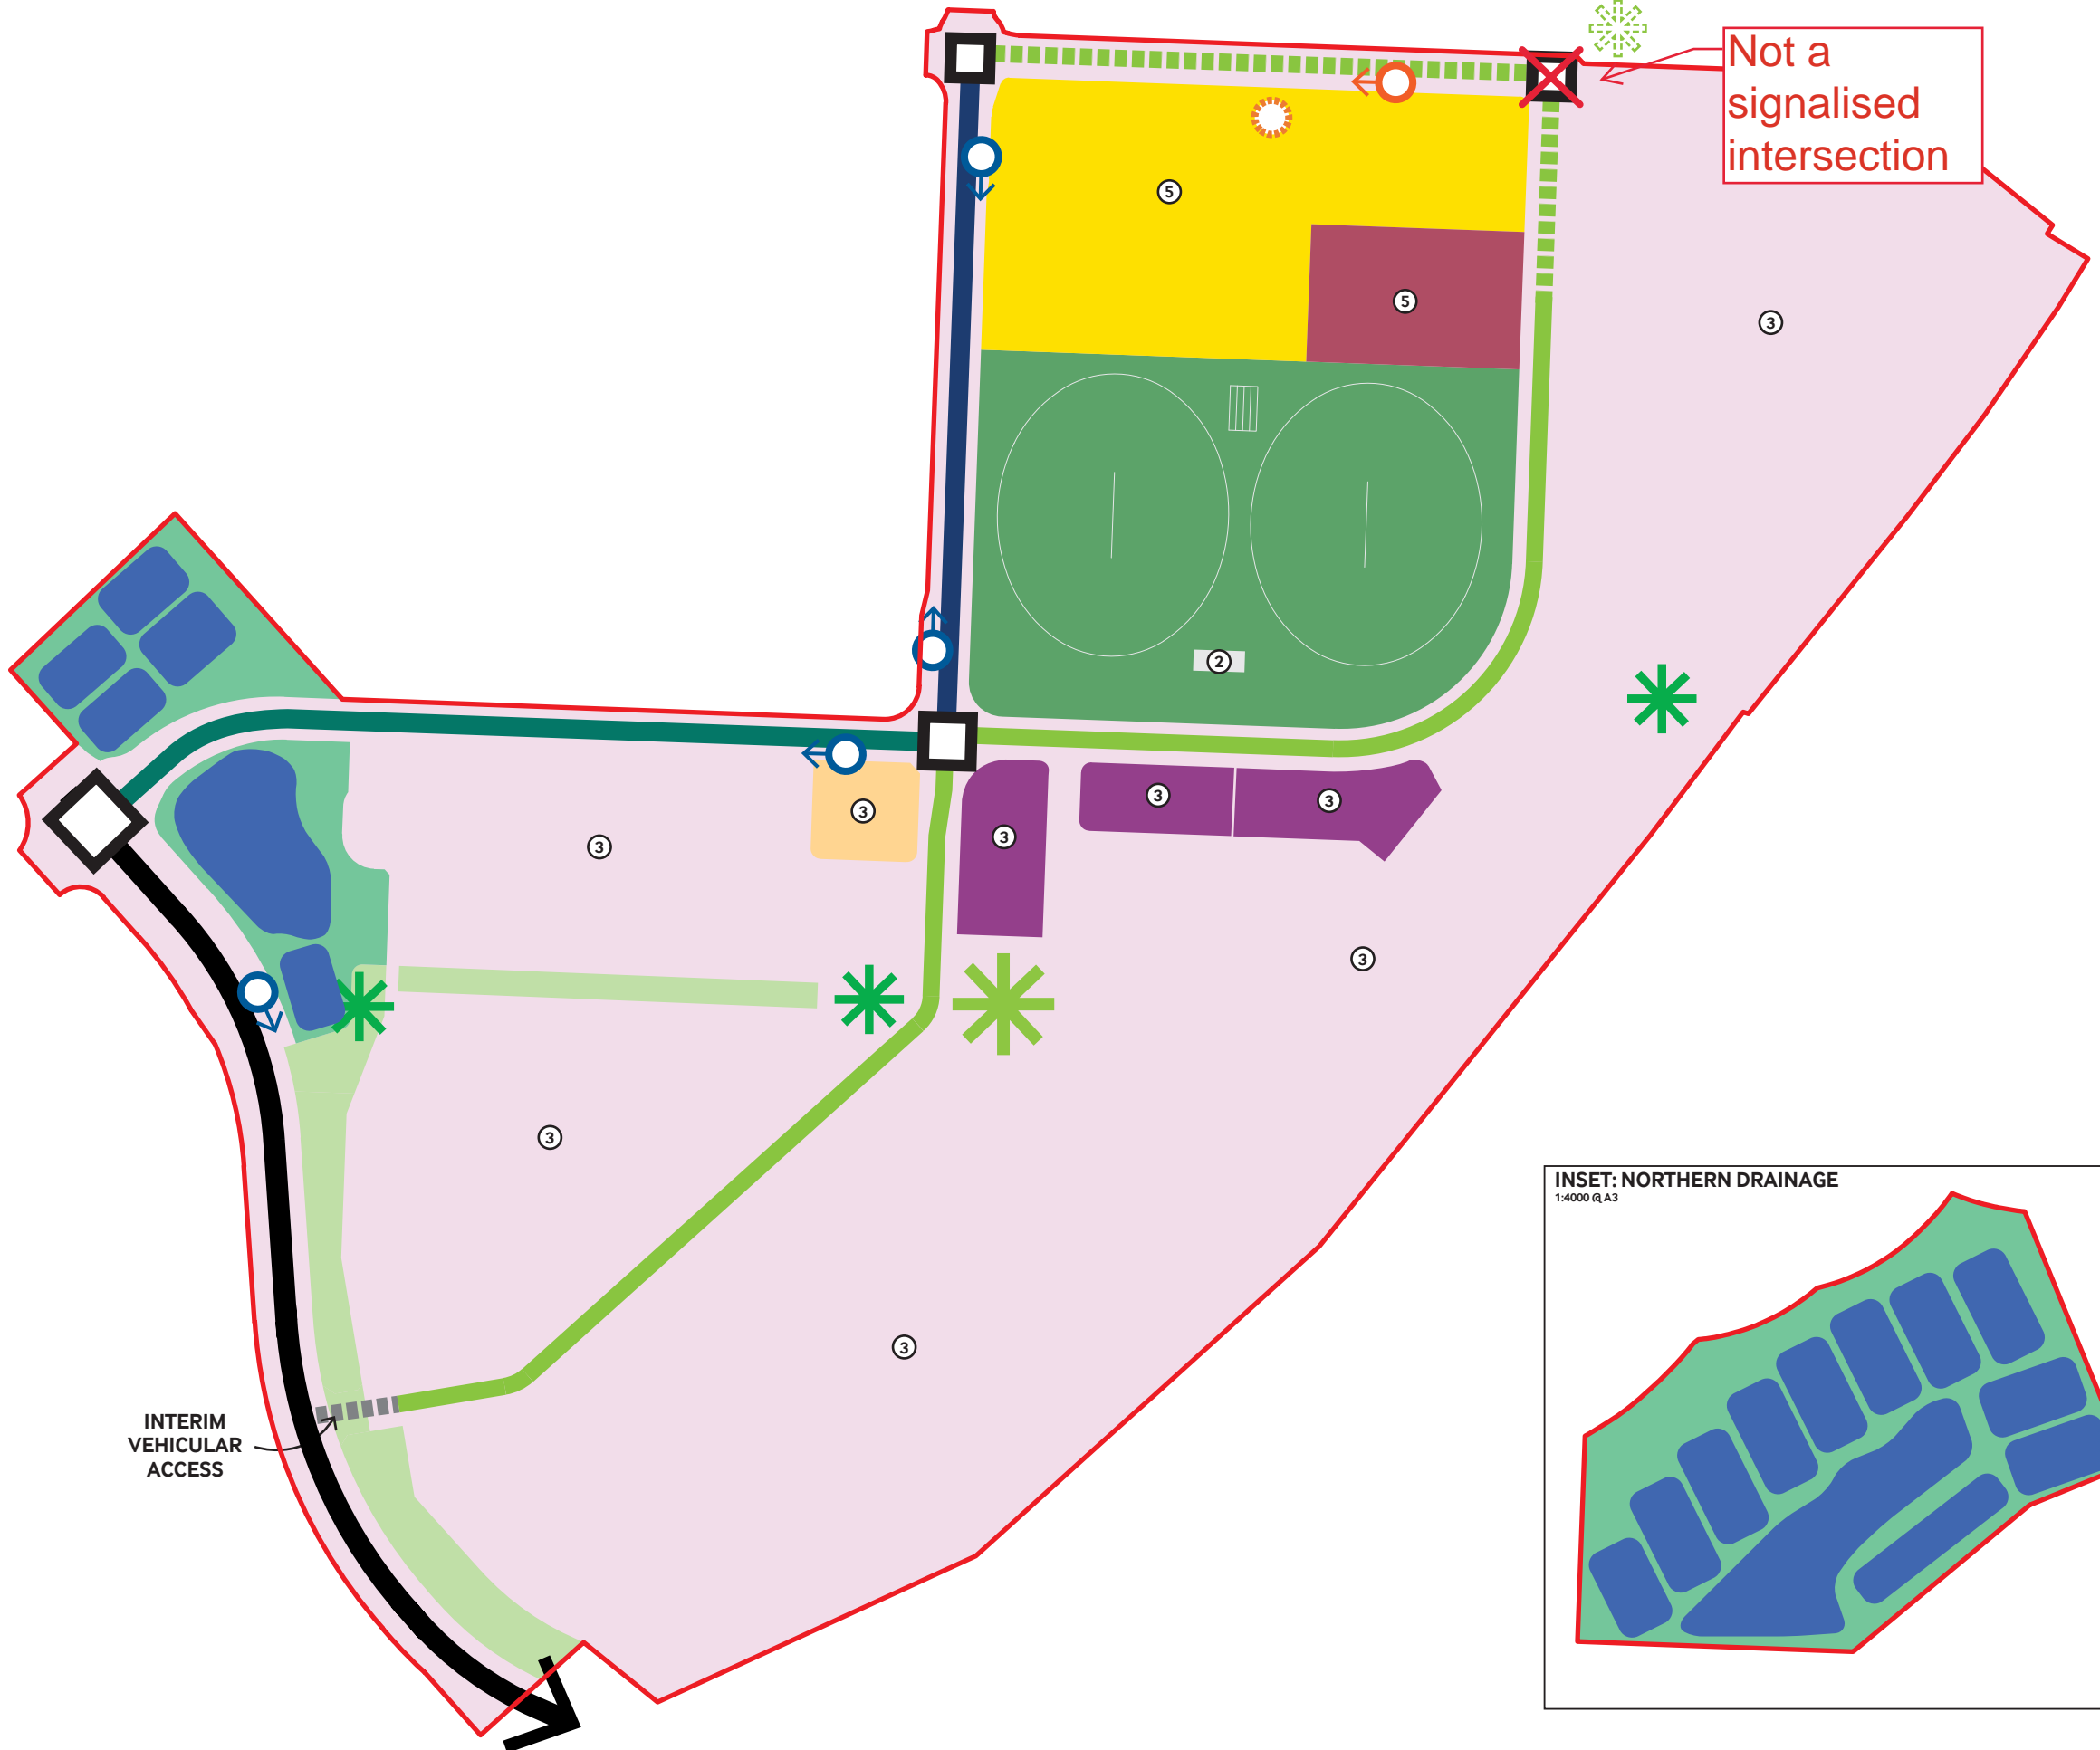 Not a
signalised
intersection
5
5
3
2
3
3
3
3
3
3
3
3
INTERIM
VEHICULAR
ACCESS
INSET: NORTHERN DRAINAGE
1:4000 @ A3